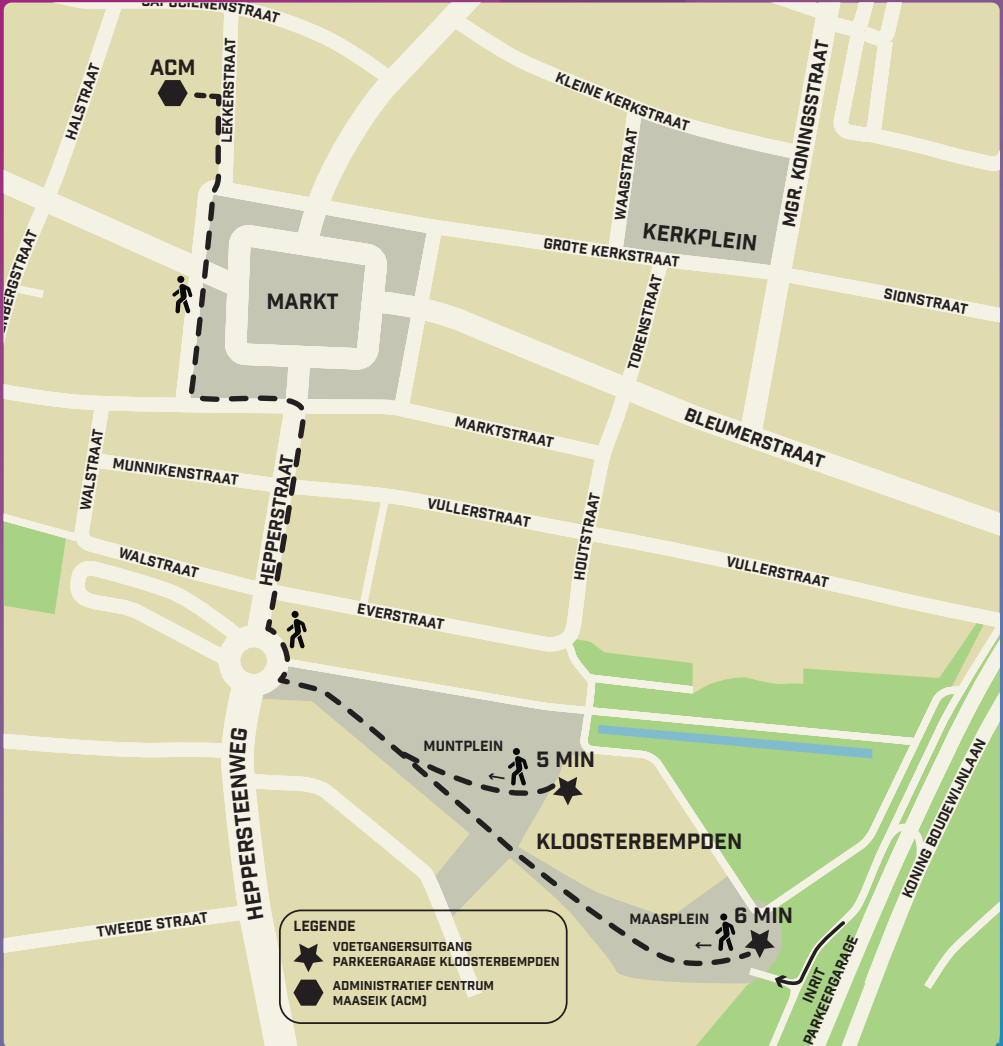 ACM
HALSTRAAT
LEKKERSTRAAT
KLEINE KERKSTRAAT
MGR. KONINGSSTRAAT
WAAGSTRAAT
KERKPLEIN
GROTE KERKSTRAAT
SIONSTRAAT
MARKT
TORENSTRAAT
MARKTSTRAAT
BLEUMERSTRAAT
WALSTRAAT
MUNNIKENSTRAAT
HEPPERSTRAAT
VULLERSTRAAT
HOUTSTRAAT
VULLERSTRAAT
WALSTRAAT
EVERSTRAAT
HEPPERSTEENWEG
MUNTPLEIN
5 MIN
KLOOSTERBEMPDEN
KONING BOUDEWIJNLAAN
MAASPLEIN
6 MIN
TWEEDE STRAAT
INRIT
PARKEERGARAGE
LEGENDE
VOETGANGERSUITGANG
PARKEERGARAGE KLOOSTERBEMPDEN
ADMINISTRATIEF CENTRUM
MAASEIK (ACM)